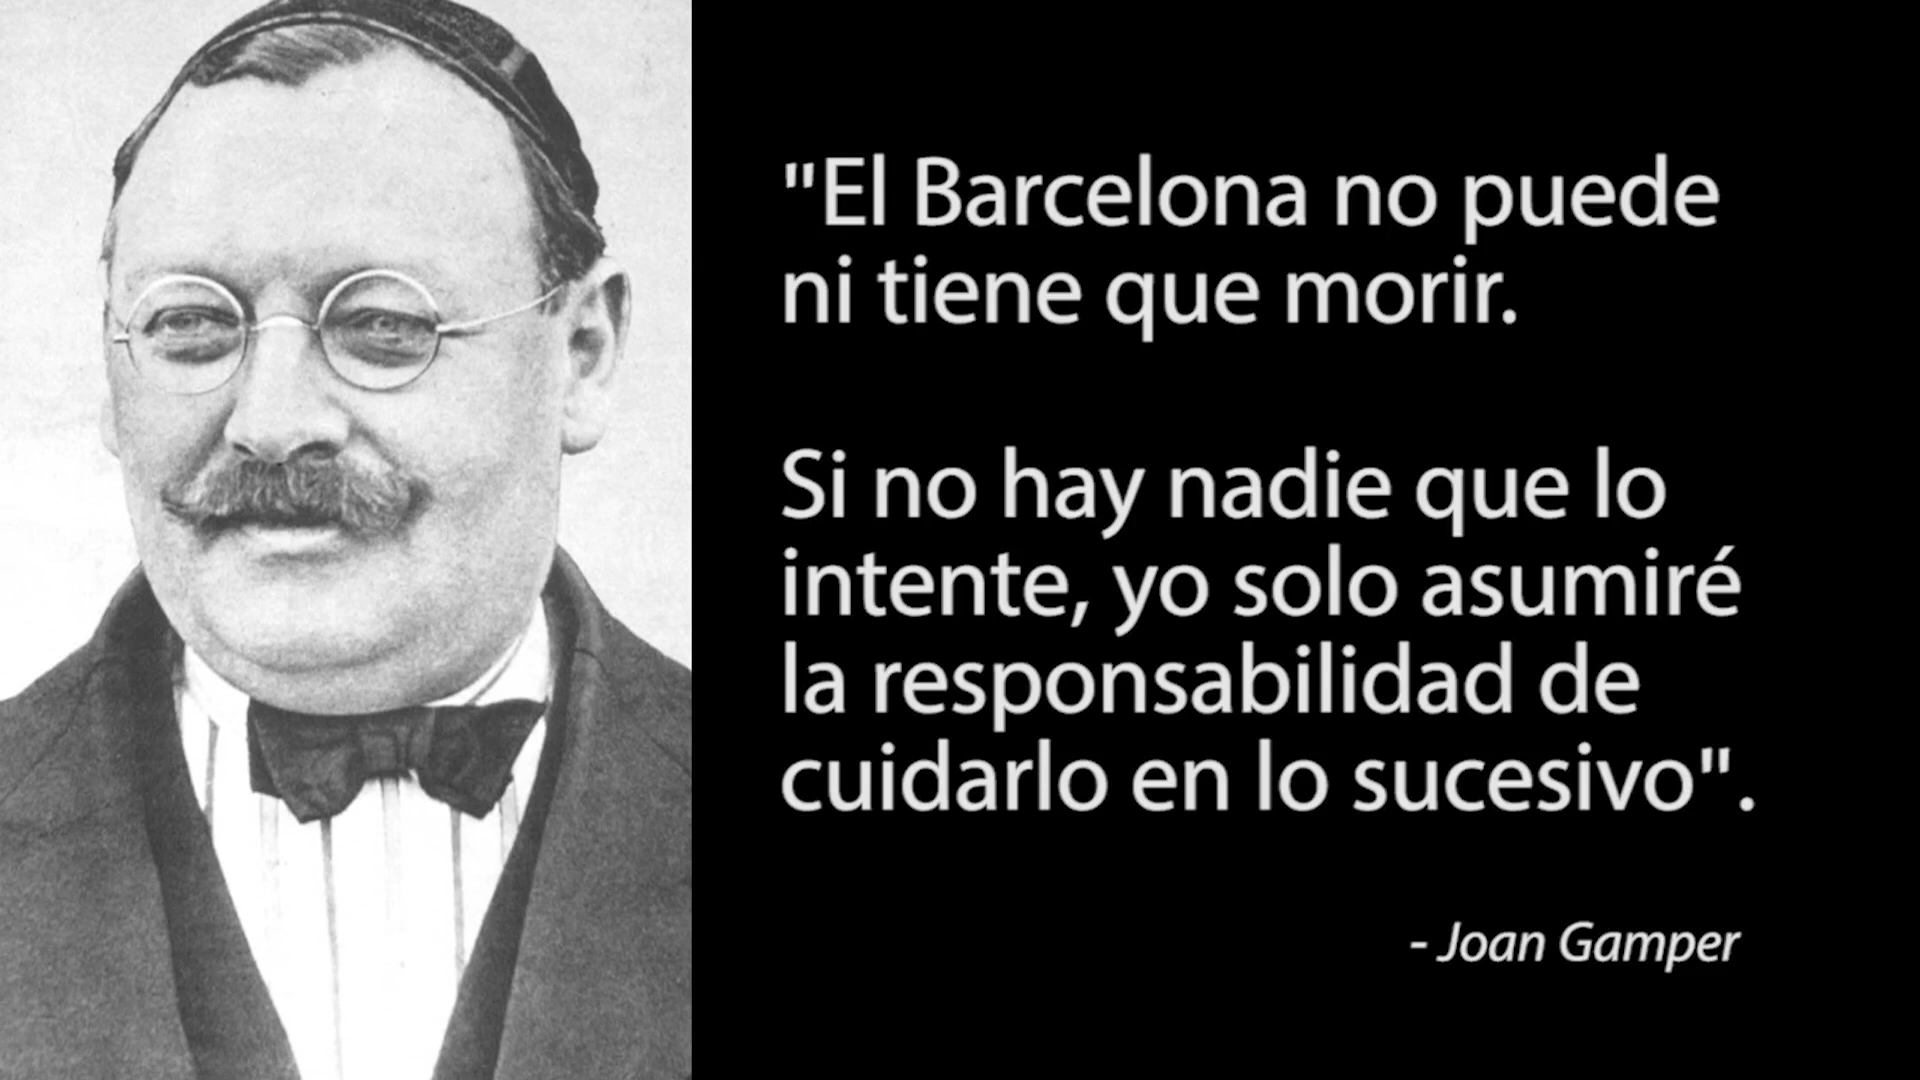 "El Barcelona no puede
ni tiene que morir.
Si no hay nadie que lo
intente, yo solo asumiré
la responsabilidad de
cuidarlo en lo sucesivo".
- Joan Gamper